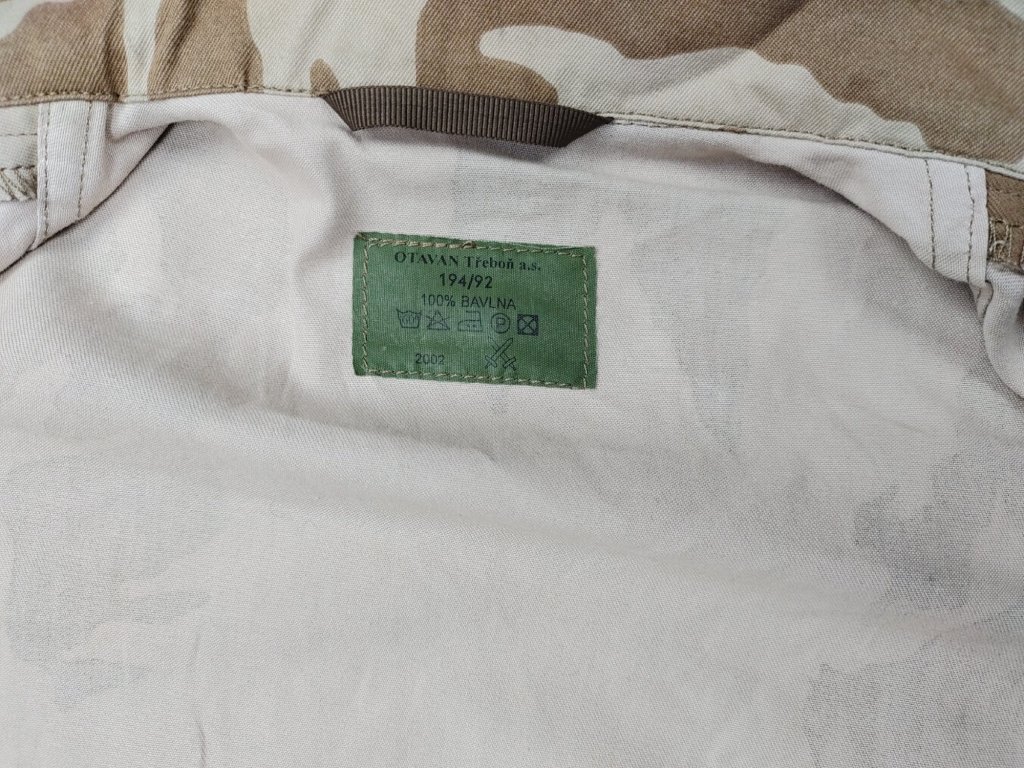 OTAVAN Třeboň a.s.
194/92
100% BAVLNA
2002